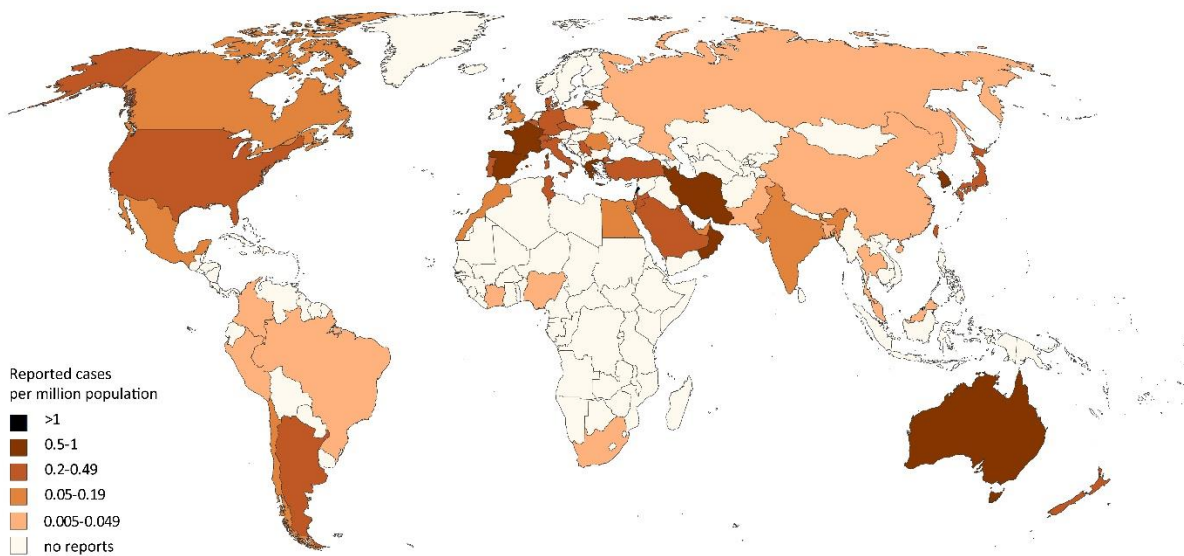 Reported cases
per million population
>1
0.5-1
0.2-0.49
0.05-0.19
0.005-0.049
no reports